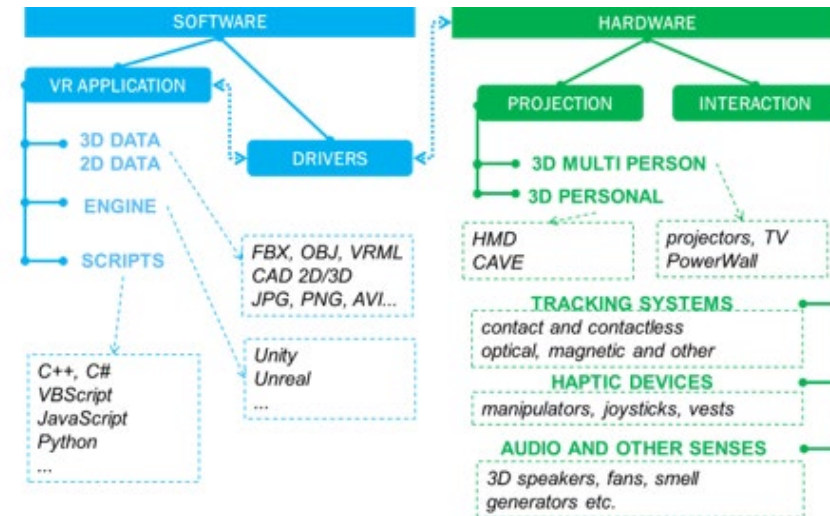 SOFTWARE
VR APPLICATION
DRIVERS
3D DATA
2D DATA
ENGINE
SCRIPTS
FBX, OBJ, VRML
CAD 2D/3D
JPG, PNG, AVI...
Unity
Unreal
...
C++, C#
VBScript
JavaScript
Python
...
HARDWARE
PROJECTION
INTERACTION
3D MULTI PERSON
3D PERSONAL
HMD
CAVE
projectors, TV
PowerWall
TRACKING SYSTEMS
contact and contactless
optical, magnetic and other
HAPTIC DEVICES
manipulators, joysticks, vests
AUDIO AND OTHER SENSES
3D speakers, fans, smell
generators etc.